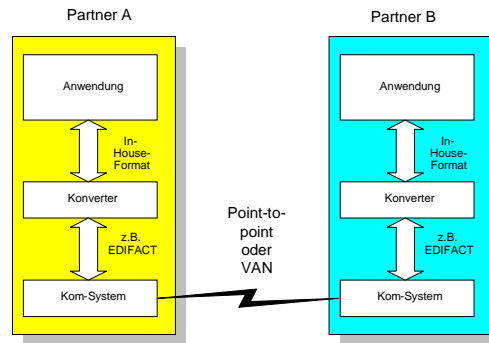 Partner A
Anwendung
In-
House-
Format
Konverter
z.B.
EDIFACT
Kom-System
Point-to-
point
oder
VAN
Partner B
Anwendung
In-
House-
Format
Konverter
z.B.
EDIFACT
Kom-System